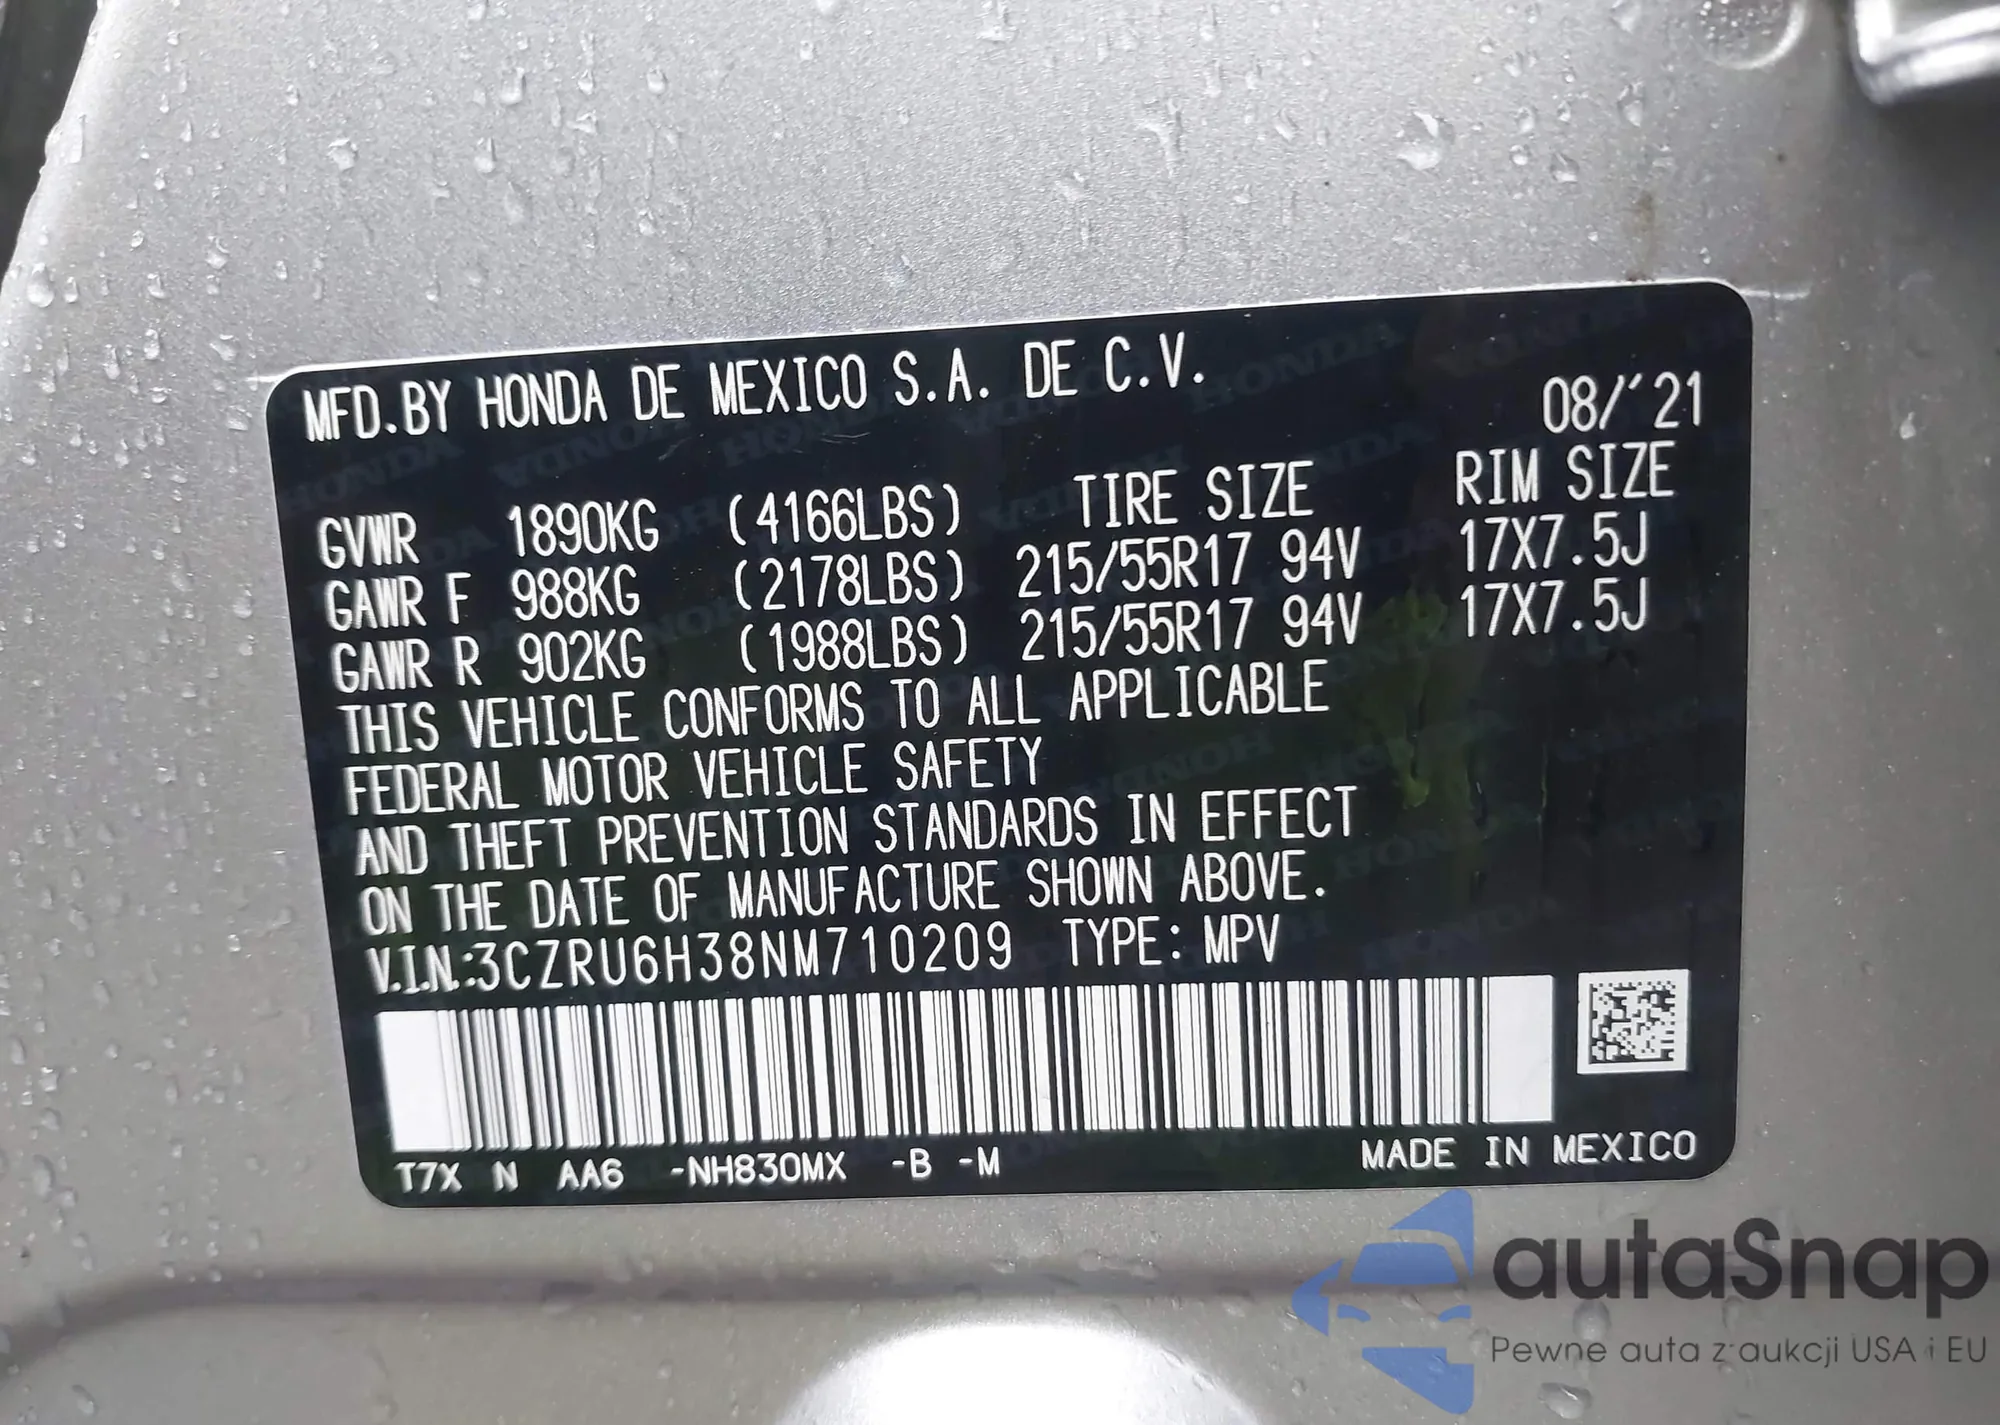 MFD.BY HONDA DE MEXICO S.A. DE C.V.
08/'21
GVWR 1890KG (4166LBS) TIRE SIZE RIM SIZE
GAWR F 988KG (2178LBS) 215/55R17 94V 17X7.5J
GAWR R 902KG (1988LBS) 215/55R17 94V 17X7.5J
THIS VEHICLE CONFORMS TO ALL APPLICABLE
FEDERAL MOTOR VEHICLE SAFETY
AND THEFT PREVENTION STANDARDS IN EFFECT
ON THE DATE OF MANUFACTURE SHOWN ABOVE.
V.I.N.:3CZRU6H38NM710209 TYPE: MPV
T7X N AA6 -NH830MX -B -M MADE IN MEXICO
autaSnap
Pewne auta z aukcji USA i EU